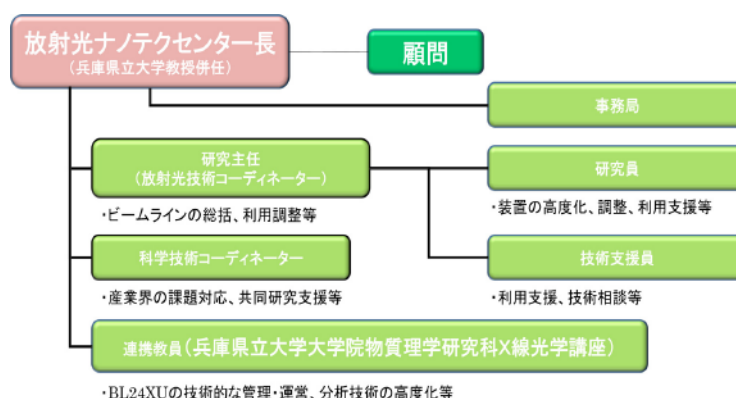 放射光ナノテクセンター長
(兵庫県立大学教授併任)
顧問
事務局
研究主任
(放射光技術コーディネーター)
・ビームラインの総括、利用調整等
研究員
・装置の高度化、調整、利用支援等
科学技術コーディネーター
・産業界の課題対応、共同研究支援等
技術支援員
・利用支援、技術相談等
連携教員(兵庫県立大学大学院物質理学研究科X線光学講座)
・BL24XUの技術的な管理・運営、分析技術の高度化等